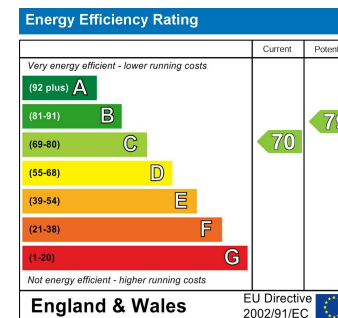 Energy Efficiency Rating
Current
Very energy efficient - lower running costs
(92 plus) A
(81-91) B
(69-80) C 70
(55-68) D
(39-54) E
(21-38) F
(1-20) G
Not energy efficient - higher running costs
England & Wales
EU Directive
2002/91/EC